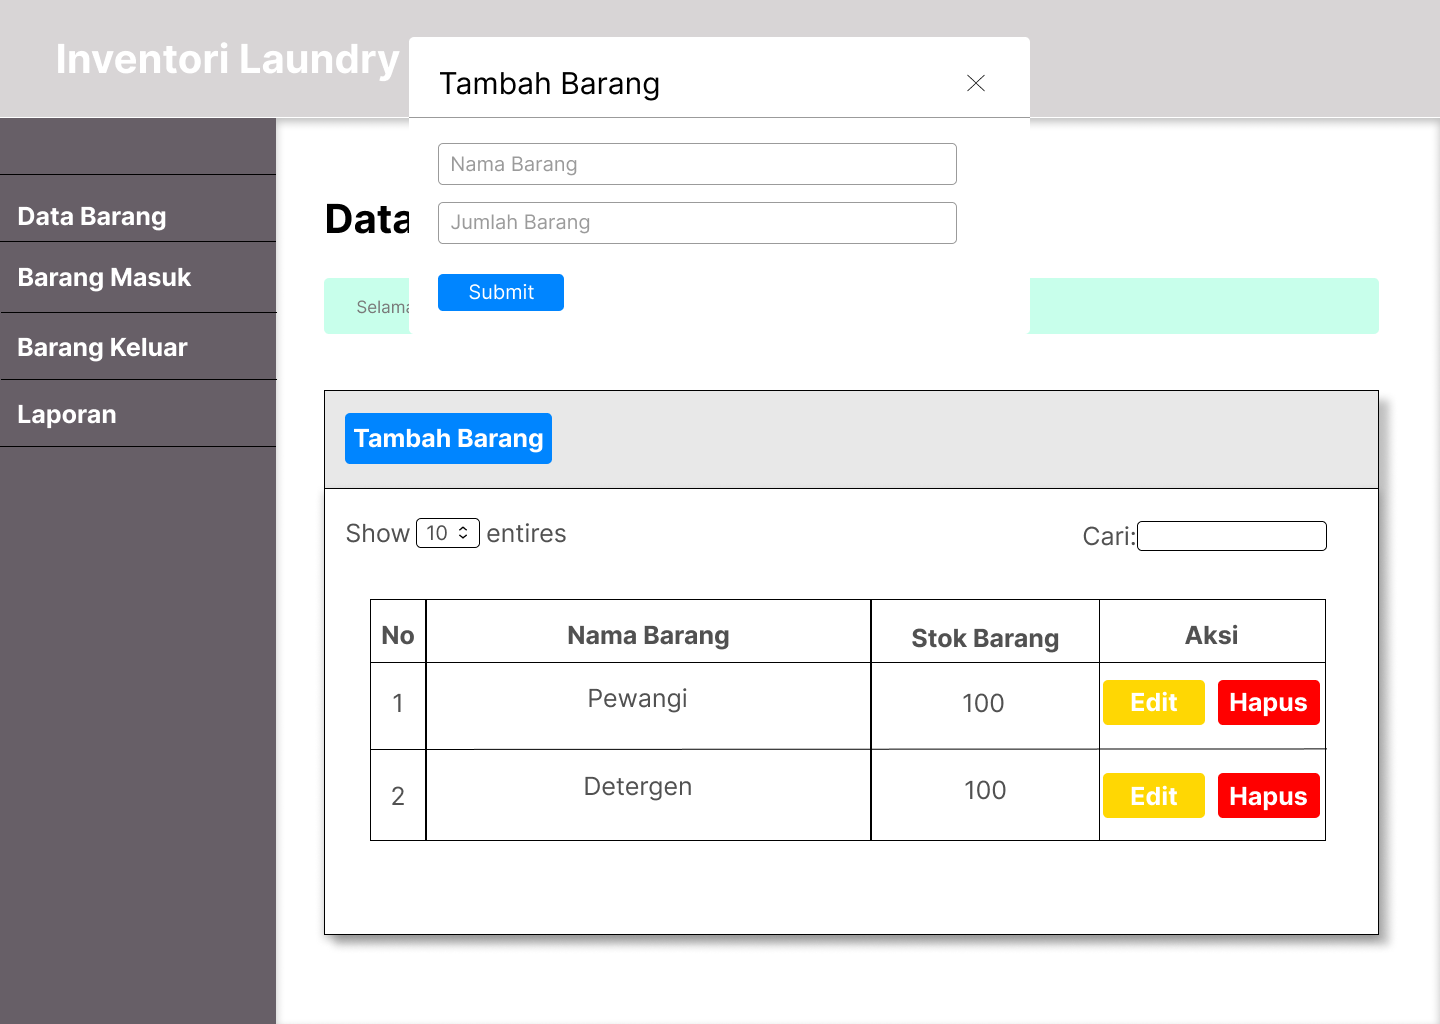 Inventori Laundry
Tambah Barang
Nama Barang
Jumlah Barang
Submit
Data Barang
Barang Masuk
Barang Keluar
Laporan
Data
Tambah Barang
Show 10 entires
Cari:
No Nama Barang Stok Barang Aksi
1 Pewangi 100 Edit Hapus
2 Detergen 100 Edit Hapus